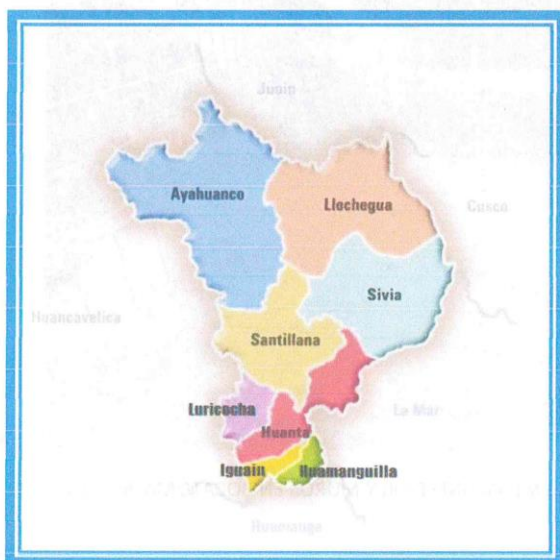 Junin
Ayahuanco
Llochegua
Cusco
Sivia
Huancavelica
Santillana
Luricocha
La Mar
Huanta
Iguain
Huamanguilla
Huamanga